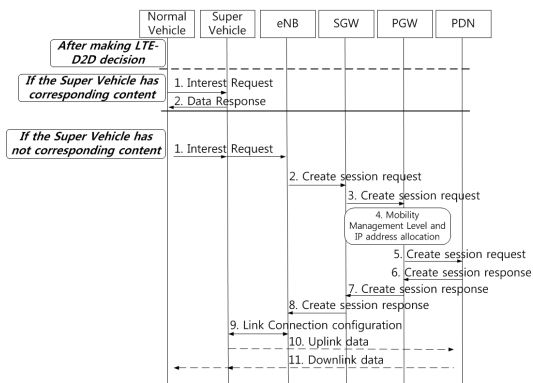 Normal
Vehicle
Super
Vehicle
eNB
SGW
PGW
PDN
After making LTE-
D2D decision
If the Super Vehicle has
corresponding content
1. Interest Request
2. Data Response
If the Super Vehicle has
not corresponding content
1. Interest Request
2. Create session request
3. Create session request
4. Mobility
Management Level and
IP address allocation
5. Create session request
6. Create session response
7. Create session response
8. Create session response
9. Link Connection configuration
10. Uplink data
11. Downlink data